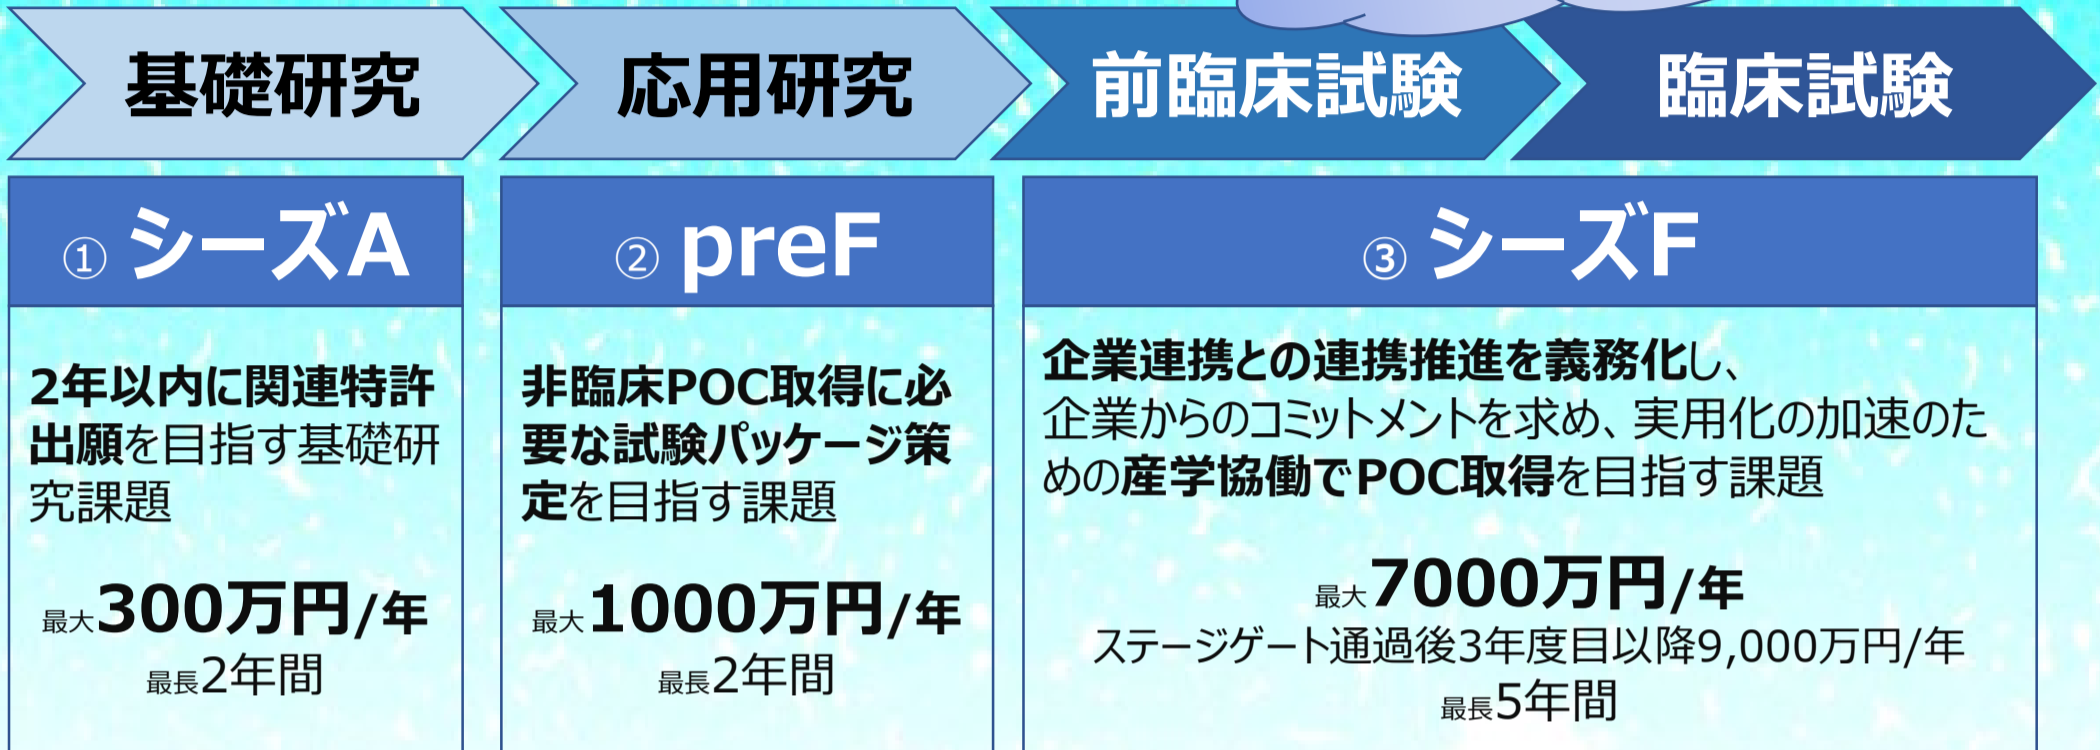 基礎研究
応用研究
前臨床試験
臨床試験
① シーズA
2年以内に関連特許
出願を目指す基礎研
究課題
最大300万円/年
最長2年間
② preF
非臨床POC取得に必
要な試験パッケージ策
定を目指す課題
最大1000万円/年
最長2年間
③ シーズF
企業連携との連携推進を義務化し、
企業からのコミットメントを求め、実用化の加速のた
めの産学協働でPOC取得を目指す課題
最大7000万円/年
ステージゲート通過後3年度目以降9,000万円/年
最長5年間